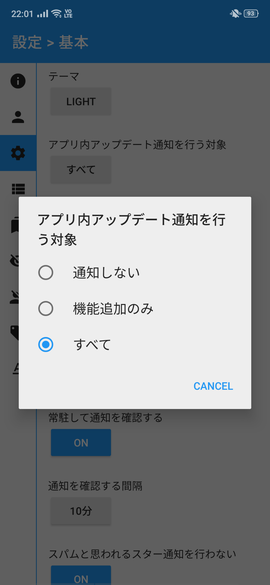 22:01
93
設定 > 基本
テーマ
LIGHT
アプリ内アップデート通知を行う対象
すべて
アプリ内アップデート通知を行
う対象
通知しない
機能追加のみ
すべて
CANCEL
常駐して通知を確認する
ON
通知を確認する間隔
10分
スパムと思われるスター通知を行わない
ON